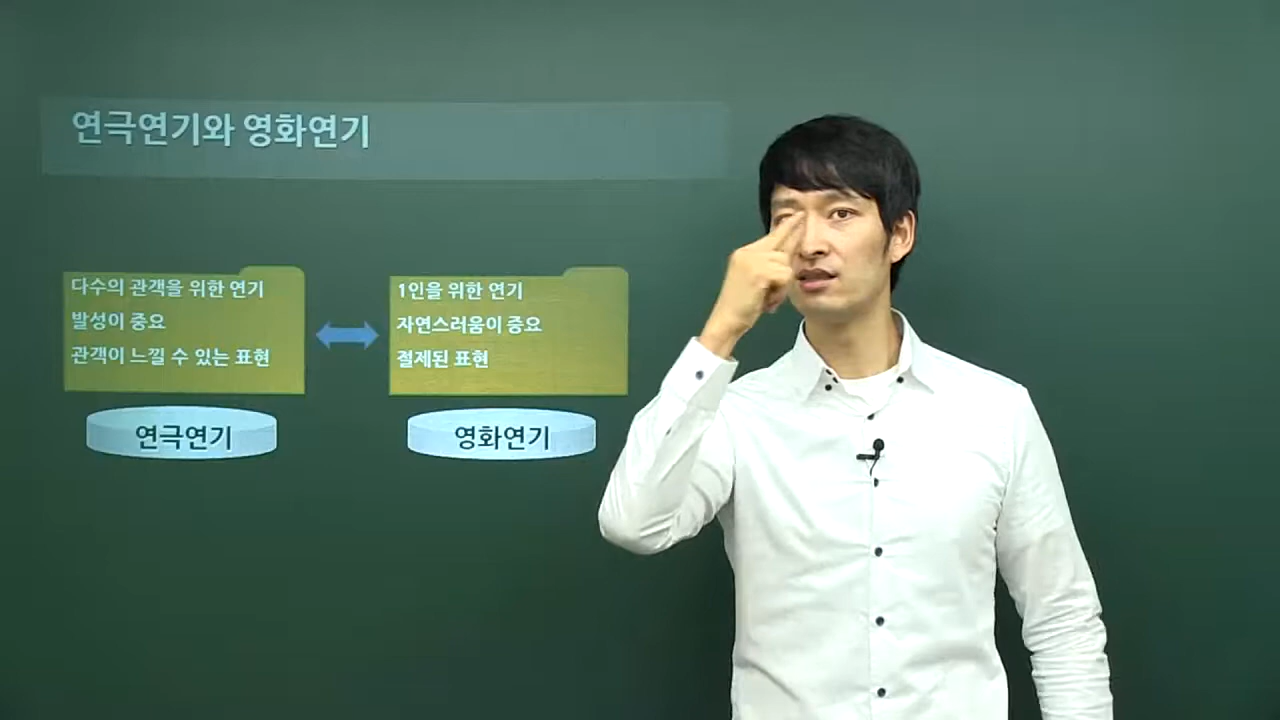 연극연기와 영화연기
다수의 관객을 위한 연기
발성이 중요
관객이 느낄 수 있는 표현
연극연기
1인을 위한 연기
자연스러움이 중요
절제된 표현
영화연기